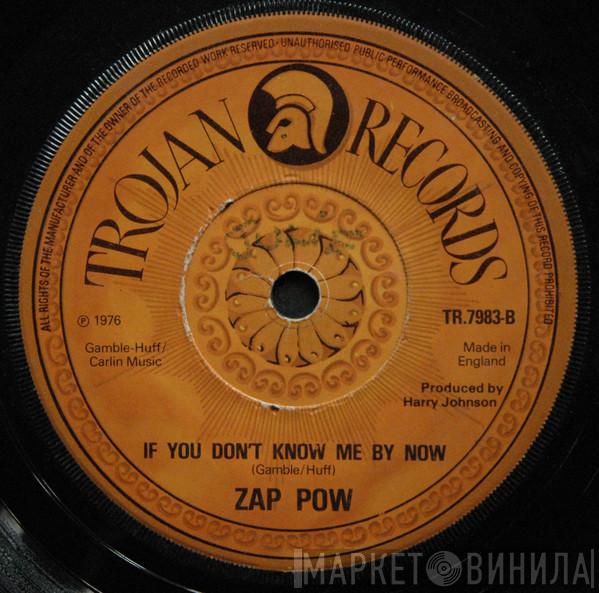 ALL RIGHTS OF THE MANUFACTURER AND OF THE OWNER OF THE RECORDED WORK RESERVED · UNAUTHORISED PUBLIC PERFORMANCE BROADCASTING AND COPYING OF THIS RECORD PROHIBITED
TROJAN RECORDS
℗ 1976
TR.7983-B
Gamble-Huff/
Carlin Music
Made in
England
Produced by
Harry Johnson
IF YOU DON'T KNOW ME BY NOW
(Gamble/Huff)
ZAP POW
МАРКЕТ ВИНИЛА